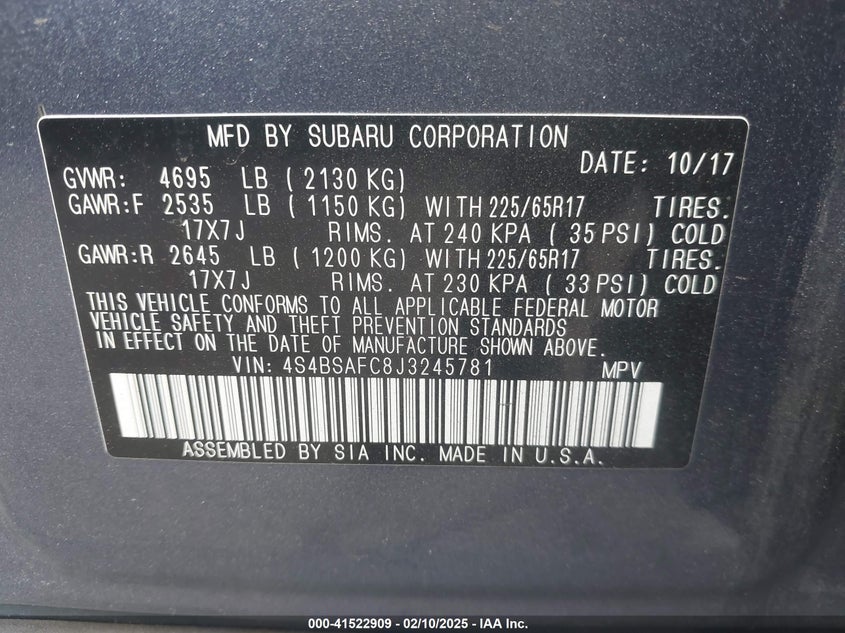 MFD BY SUBARU CORPORATION
DATE: 10/17
GVWR: 4695 LB ( 2130 KG)
GAWR:F 2535 LB ( 1150 KG) WITH 225/65R17 TIRES.
17X7J RIMS. AT 240 KPA ( 35 PSI) COLD
GAWR:R 2645 LB ( 1200 KG) WITH 225/65R17 TIRES.
17X7J RIMS. AT 230 KPA ( 33 PSI) COLD
THIS VEHICLE CONFORMS TO ALL APPLICABLE FEDERAL MOTOR
VEHICLE SAFETY AND THEFT PREVENTION STANDARDS
IN EFFECT ON THE DATE OF MANUFACTURE SHOWN ABOVE.
VIN: 4S4BSAFC8J3245781 MPV
ASSEMBLED BY SIA INC. MADE IN U.S.A.
000-41522909 - 02/10/2025 - IAA Inc.